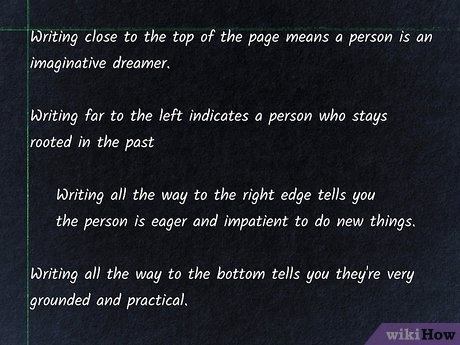 Writing close to the top of the page means a person is an
imaginative dreamer.
Writing far to the left indicates a person who stays
rooted in the past
Writing all the way to the right edge tells you
the person is eager and impatient to do new things.
Writing all the way to the bottom tells you they're very
grounded and practical.
wikiHow